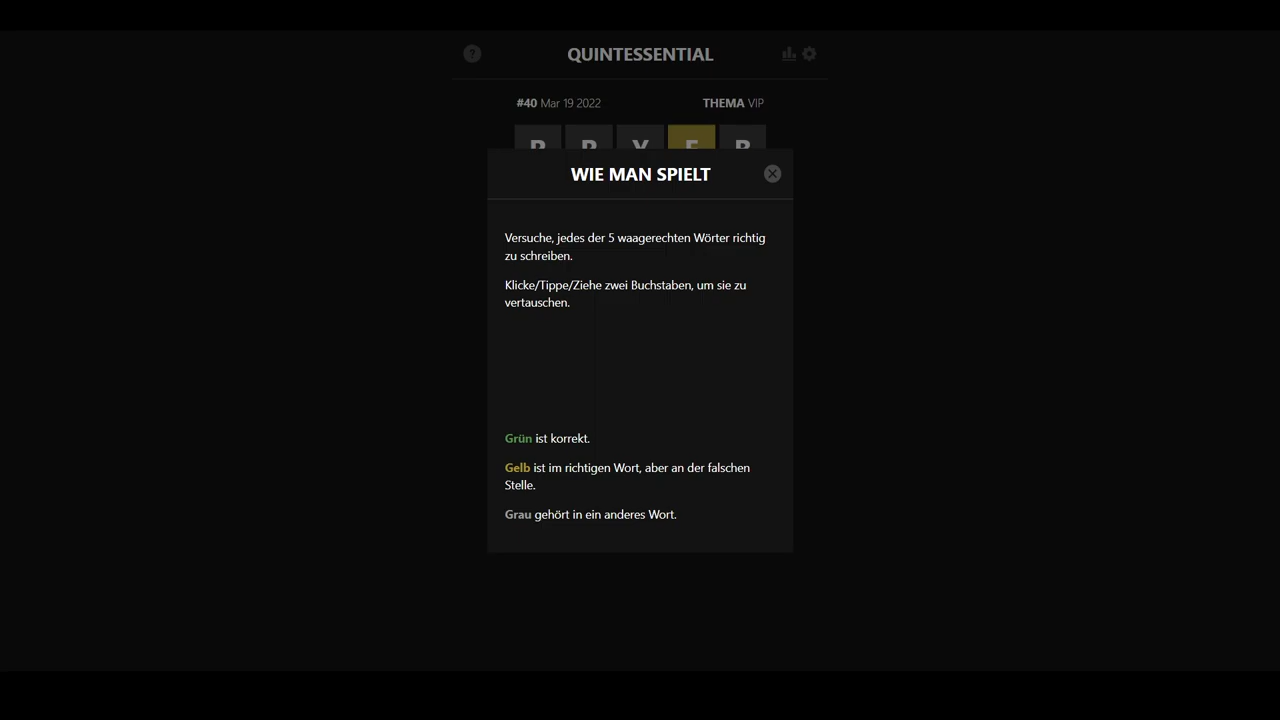 QUINTESSENTIAL
#40 Mar 19 2022
THEMA VIP
WIE MAN SPIELT
Versuche, jedes der 5 waagerechten Wörter richtig
zu schreiben.
Klicke/Tippe/Ziehe zwei Buchstaben, um sie zu
vertauschen.
Grün ist korrekt.
Gelb ist im richtigen Wort, aber an der falschen
Stelle.
Grau gehört in ein anderes Wort.